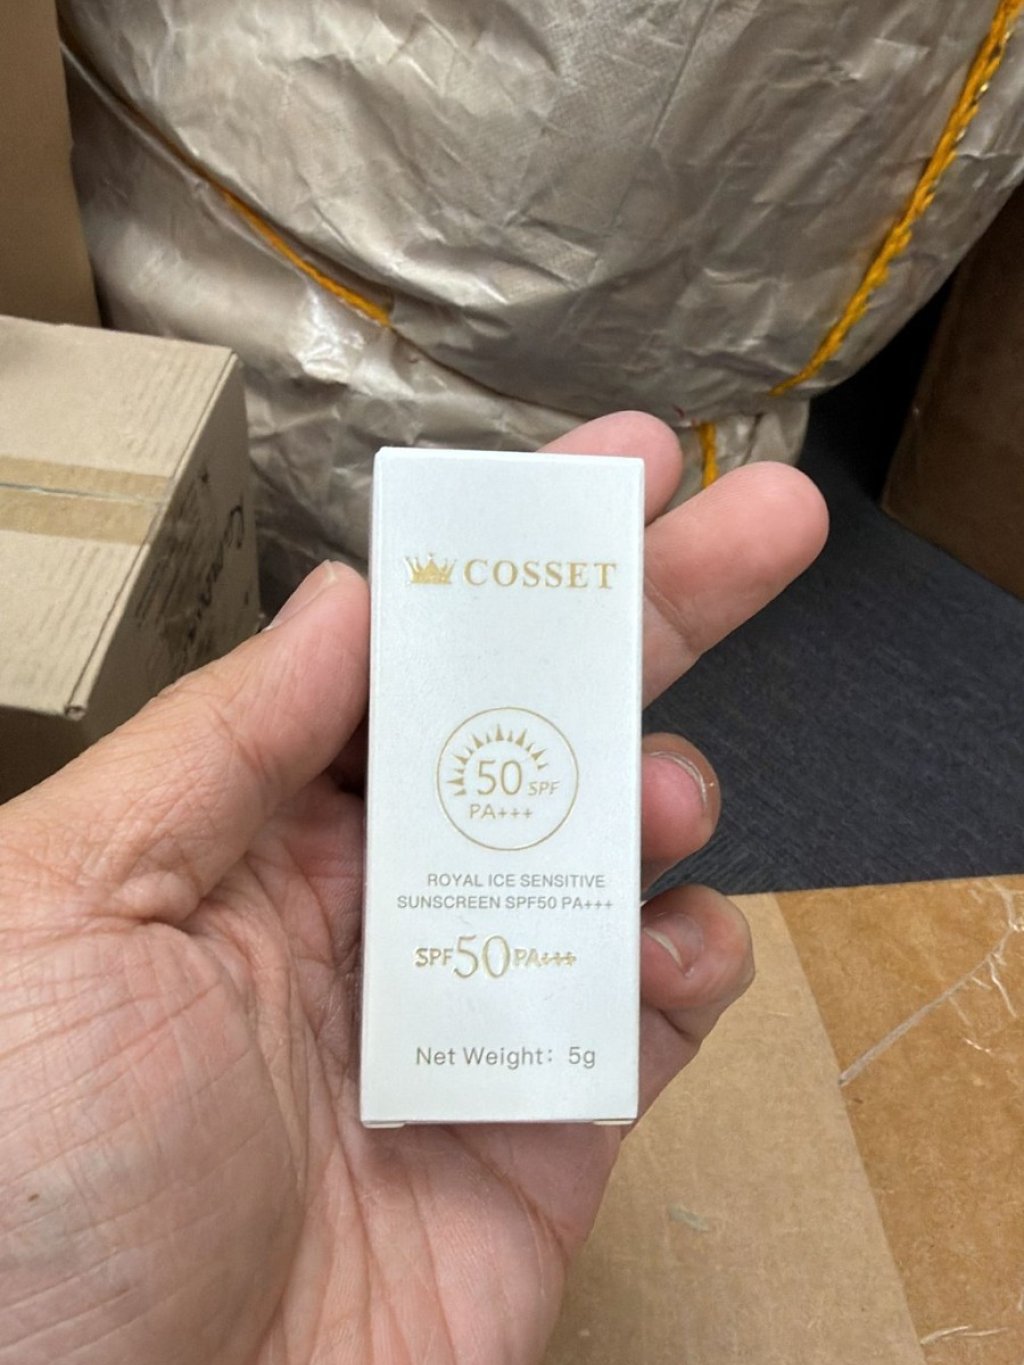 COSSET
50 SPF
PA+++
ROYAL ICE SENSITIVE
SUNSCREEN SPF50 PA+++
SPF50PA+++
Net Weight: 5g